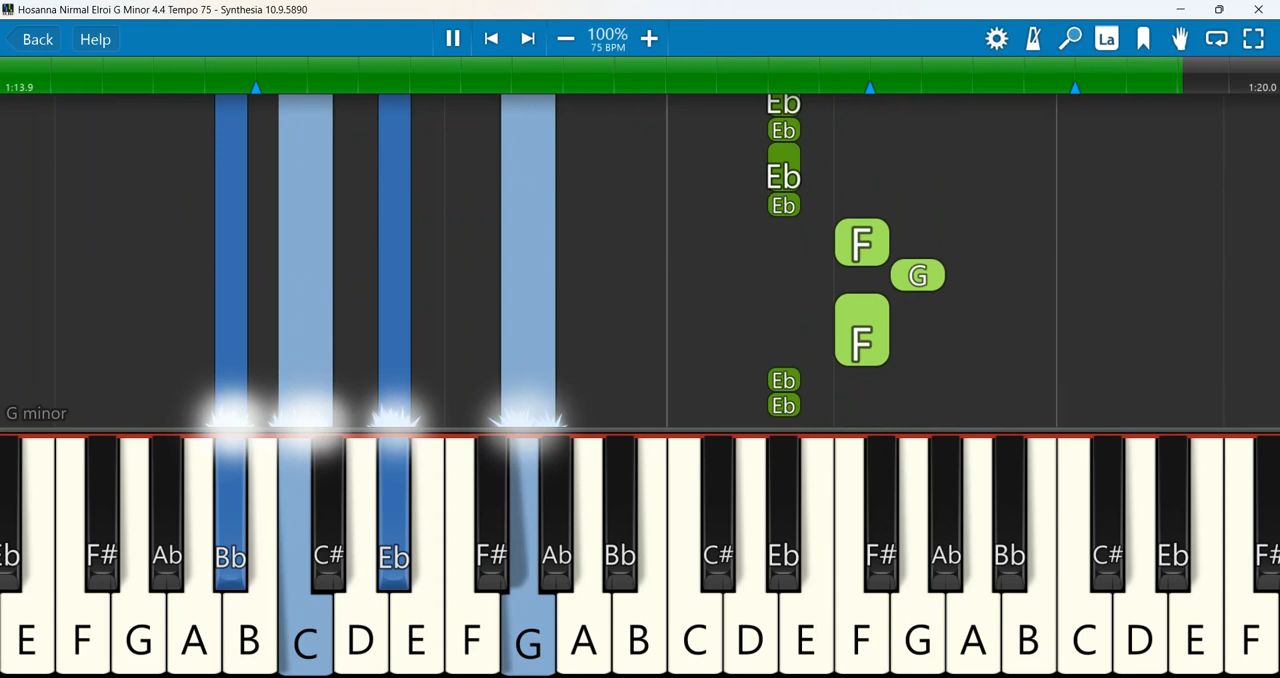 Hosanna Nirmal Elroi G Minor 4.4 Tempo 75 - Synthesia 10.9.5890
Back Help 100% La
75 BPM
1:13.9 1:20.0
Eb
Eb
Eb
Eb
F
G
F
Eb
Eb
G minor
Eb F# Ab Bb C# Eb F# Ab Bb C# Eb F# Ab Bb C# Eb F#
E F G A B C D E F G A B C D E F G A B C D E F